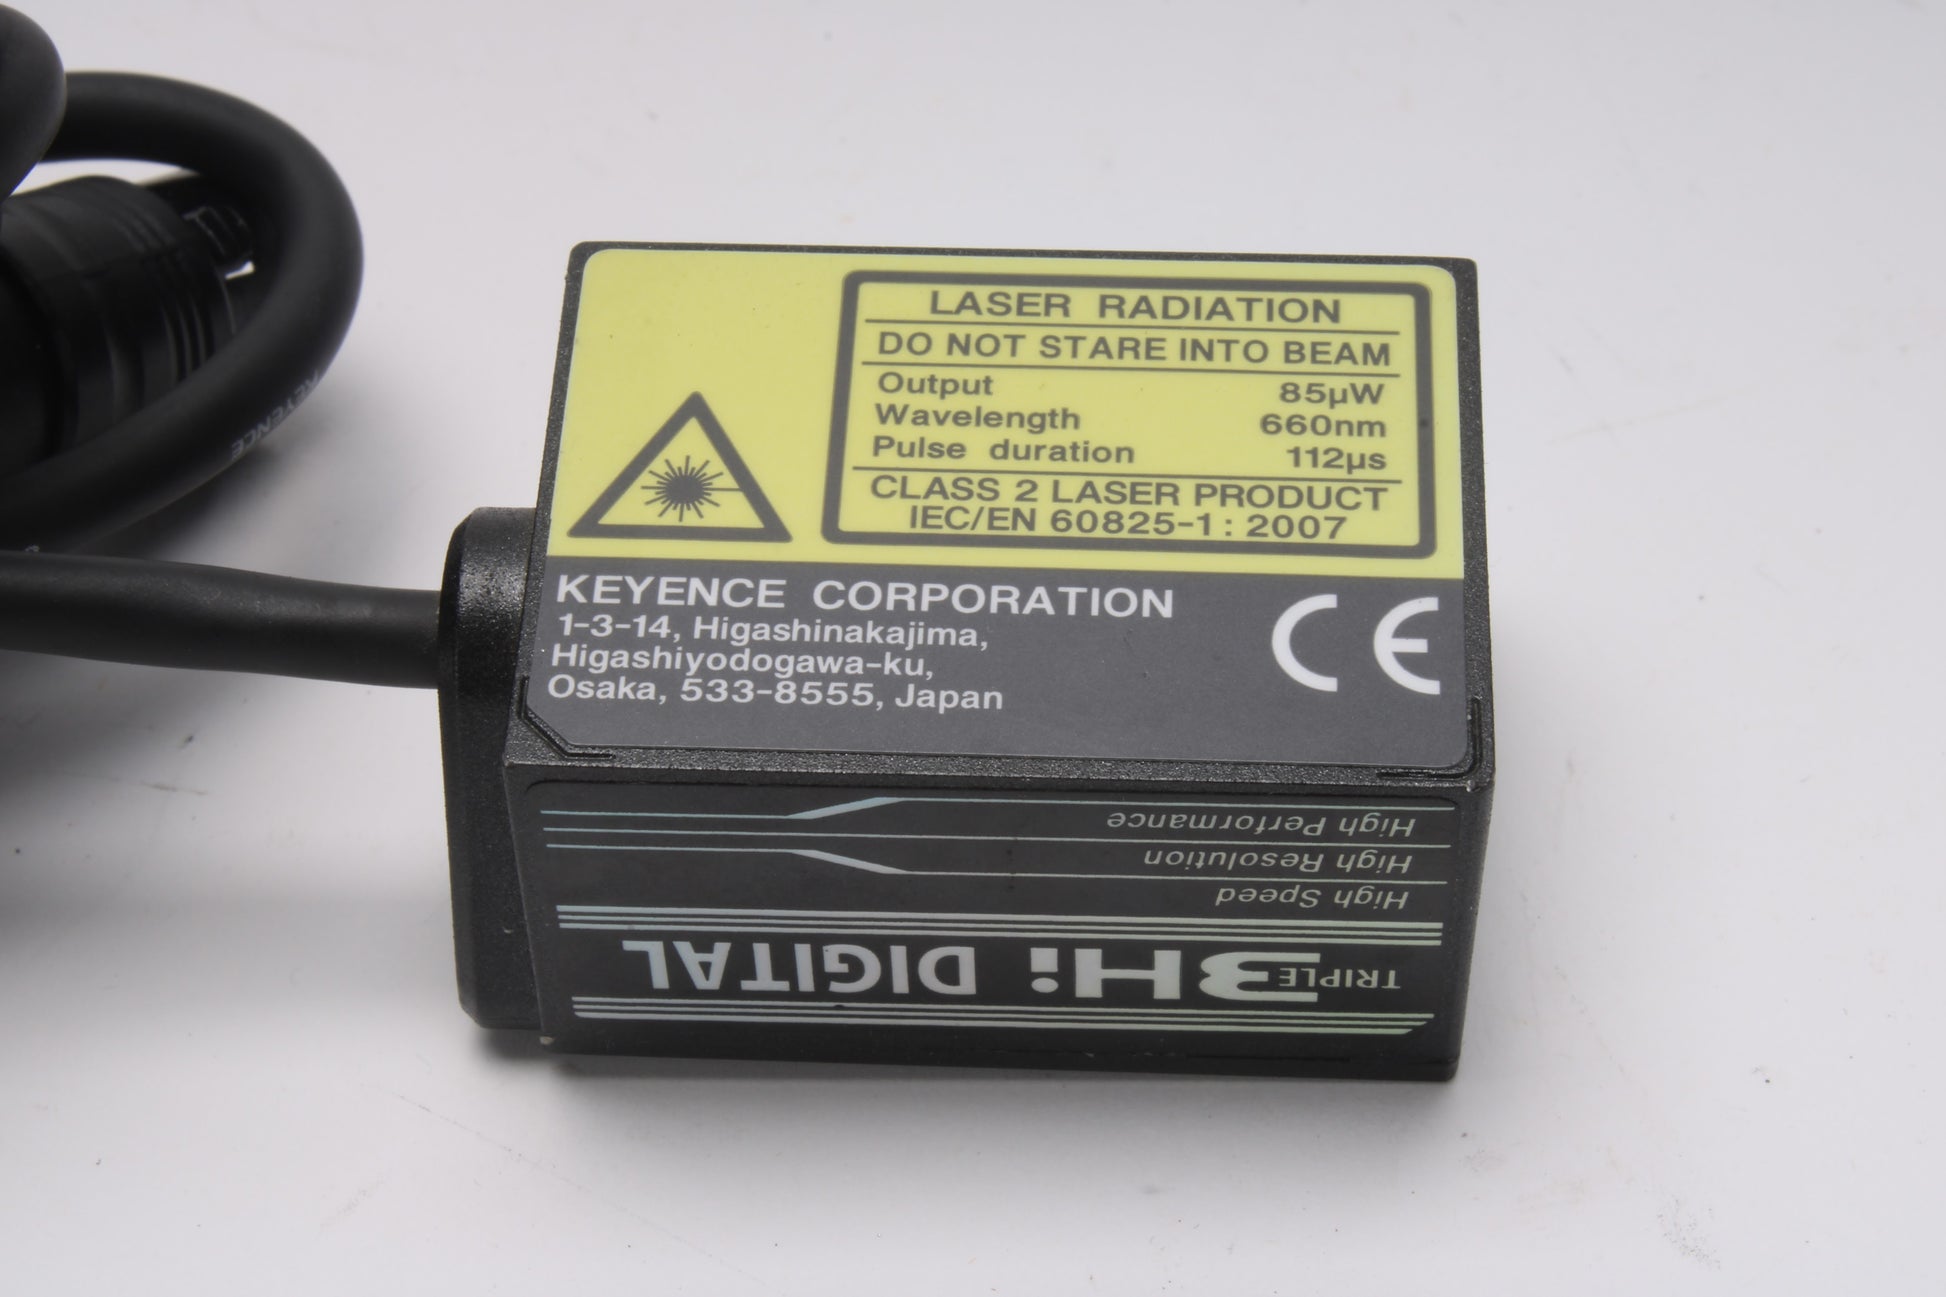 LASER RADIATION
DO NOT STARE INTO BEAM
Output 85µW
Wavelength 660nm
Pulse duration 112µs
CLASS 2 LASER PRODUCT
IEC/EN 60825-1 : 2007
KEYENCE CORPORATION
1-3-14, Higashinakajima,
Higashiyodogawa-ku,
Osaka, 533-8555, Japan
CE
TRIPLE 3Hi DIGITAL
High Speed
High Resolution
High Performance
KEYENCE